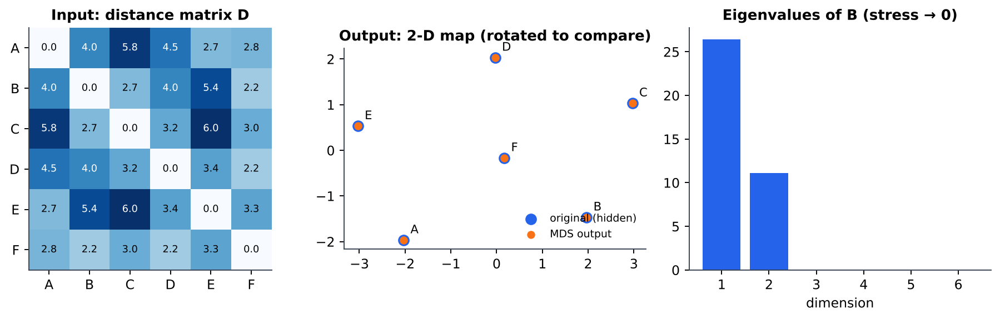 Input: distance matrix D
A 0.0 4.0 5.8 4.5 2.7 2.8
B 4.0 0.0 2.7 4.0 5.4 2.2
C 5.8 2.7 0.0 3.2 6.0 3.0
D 4.5 4.0 3.2 0.0 3.4 2.2
E 2.7 5.4 6.0 3.4 0.0 3.3
F 2.8 2.2 3.0 2.2 3.3 0.0
A B C D E F
Output: 2-D map (rotated to compare)
D
2
C
1
E
F
0
−1
B
original (hidden)
A
MDS output
−2
−3 −2 −1 0 1 2 3
Eigenvalues of B (stress → 0)
25
20
15
10
5
0
1 2 3 4 5 6
dimension